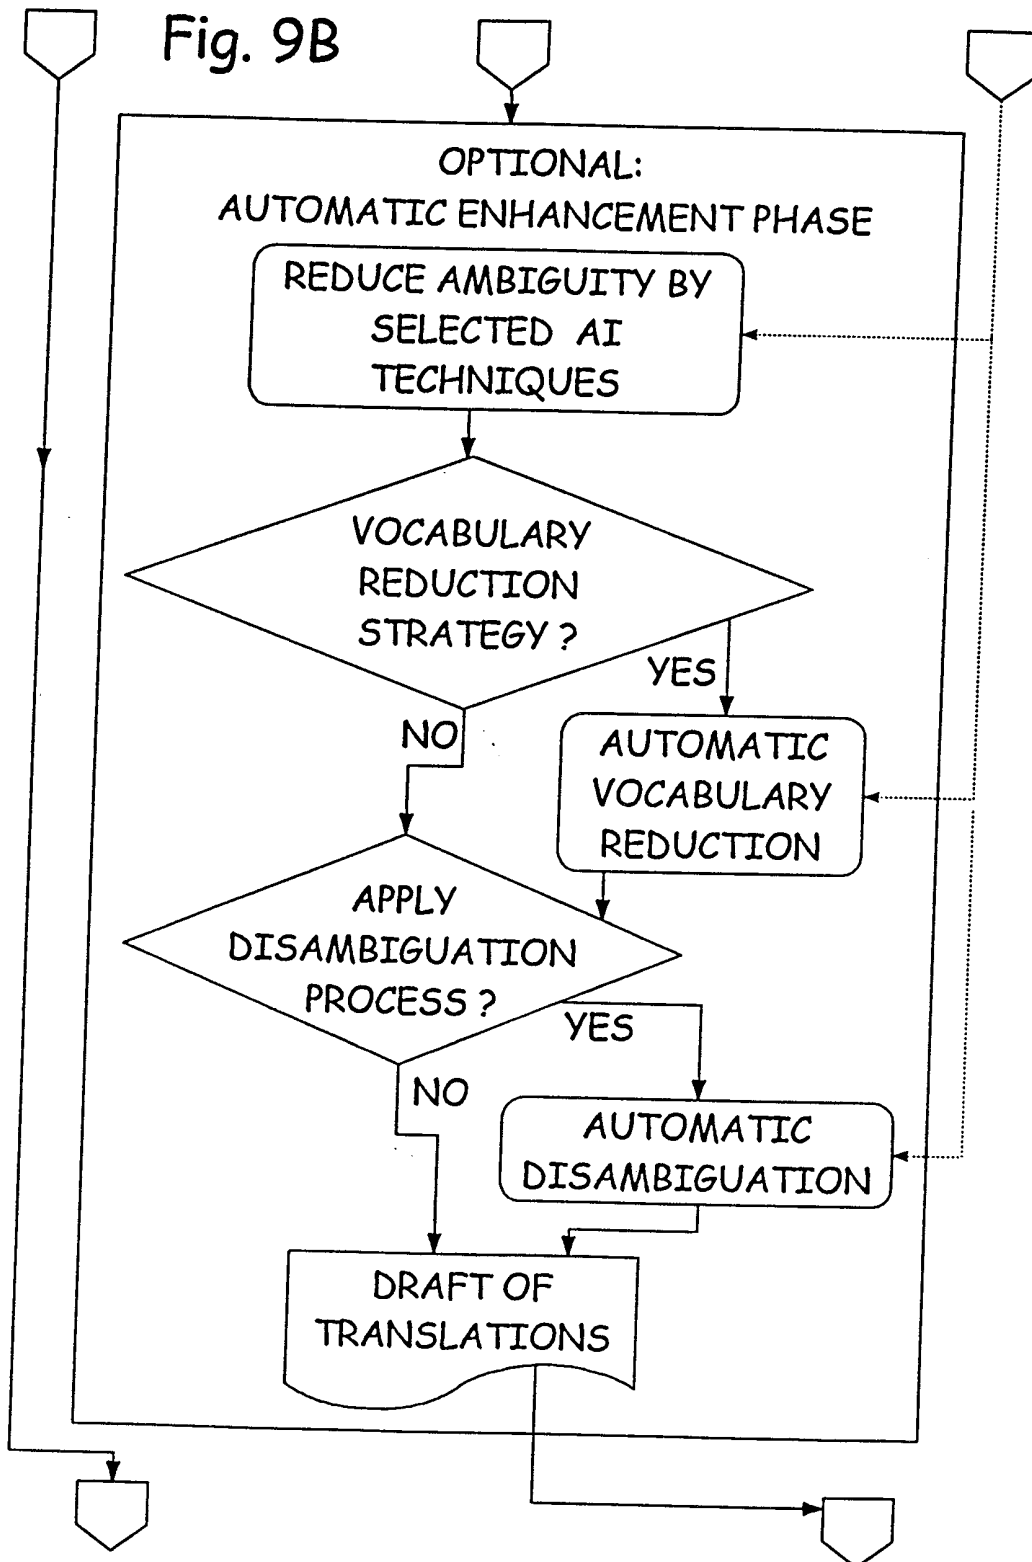 Fig. 9B
OPTIONAL:
AUTOMATIC ENHANCEMENT PHASE
REDUCE AMBIGUITY BY
SELECTED AI
TECHNIQUES
VOCABULARY
REDUCTION
STRATEGY ?
YES
NO
AUTOMATIC
VOCABULARY
REDUCTION
APPLY
DISAMBIGUATION
PROCESS ?
YES
NO
AUTOMATIC
DISAMBIGUATION
DRAFT OF
TRANSLATIONS